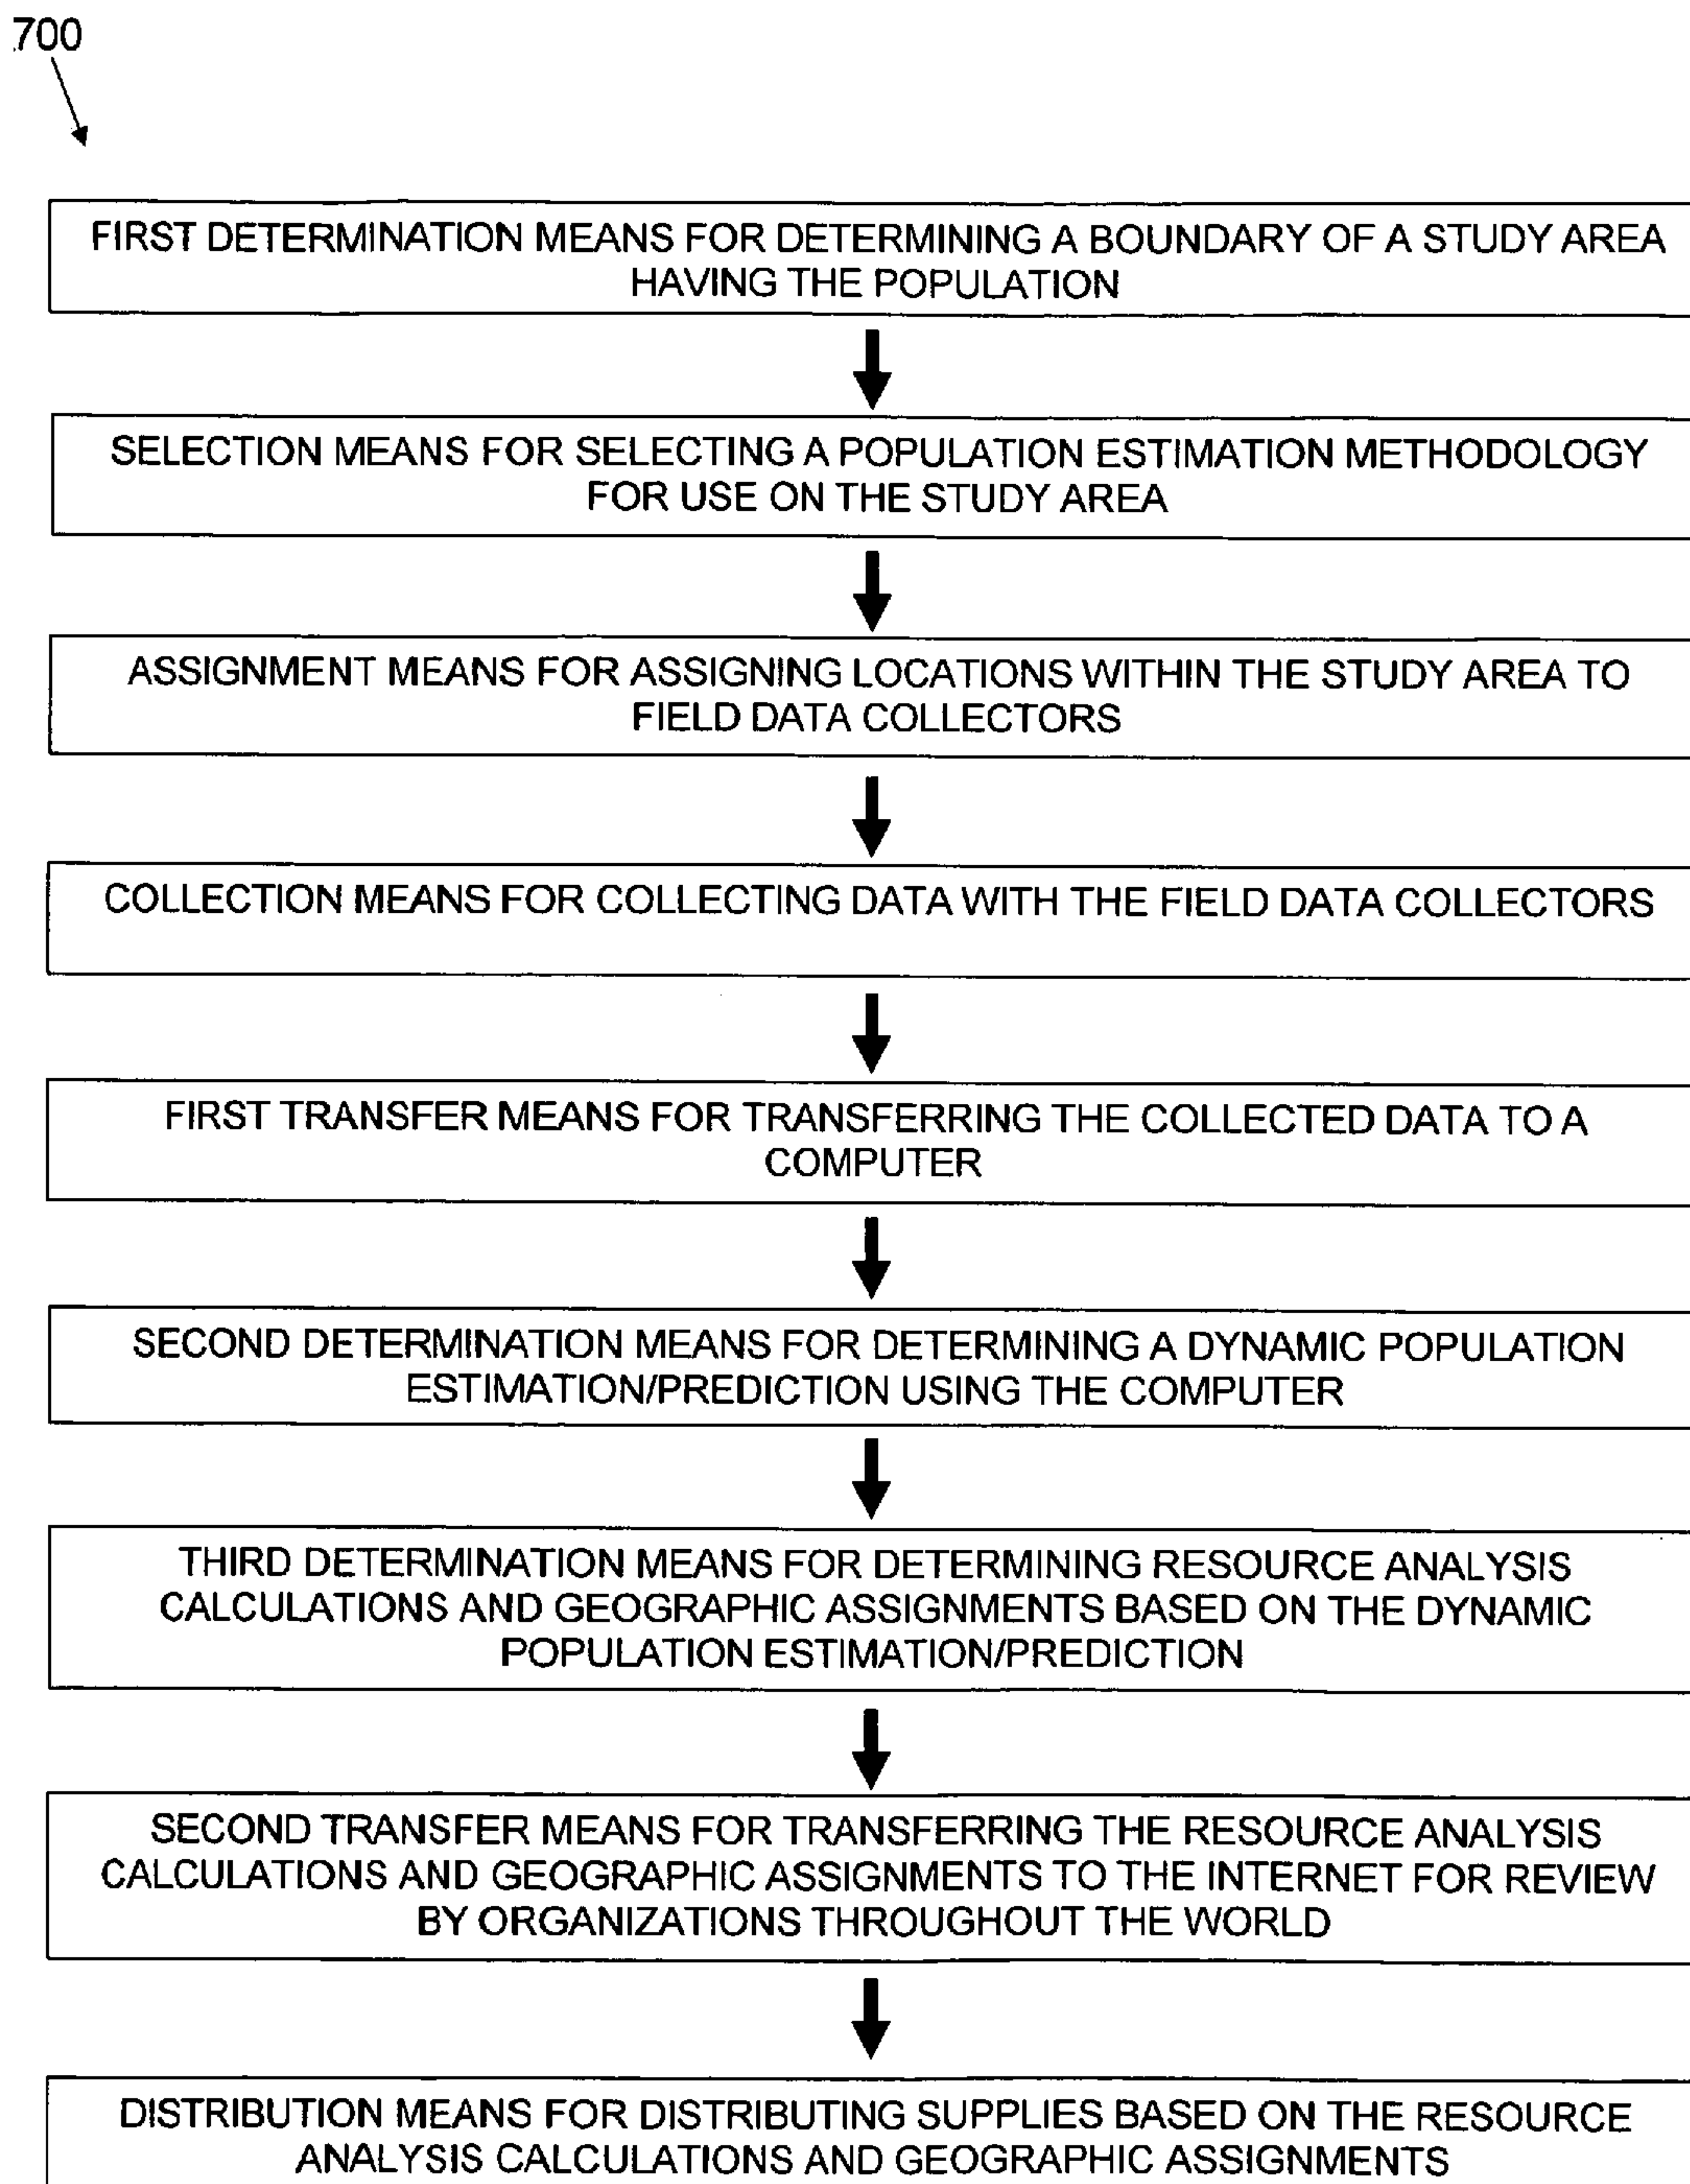 700
FIRST DETERMINATION MEANS FOR DETERMINING A BOUNDARY OF A STUDY AREA
HAVING THE POPULATION
SELECTION MEANS FOR SELECTING A POPULATION ESTIMATION METHODOLOGY
FOR USE ON THE STUDY AREA
ASSIGNMENT MEANS FOR ASSIGNING LOCATIONS WITHIN THE STUDY AREA TO
FIELD DATA COLLECTORS
COLLECTION MEANS FOR COLLECTING DATA WITH THE FIELD DATA COLLECTORS
FIRST TRANSFER MEANS FOR TRANSFERRING THE COLLECTED DATA TO A
COMPUTER
SECOND DETERMINATION MEANS FOR DETERMINING A DYNAMIC POPULATION
ESTIMATION/PREDICTION USING THE COMPUTER
THIRD DETERMINATION MEANS FOR DETERMINING RESOURCE ANALYSIS
CALCULATIONS AND GEOGRAPHIC ASSIGNMENTS BASED ON THE DYNAMIC
POPULATION ESTIMATION/PREDICTION
SECOND TRANSFER MEANS FOR TRANSFERRING THE RESOURCE ANALYSIS
CALCULATIONS AND GEOGRAPHIC ASSIGNMENTS TO THE INTERNET FOR REVIEW
BY ORGANIZATIONS THROUGHOUT THE WORLD
DISTRIBUTION MEANS FOR DISTRIBUTING SUPPLIES BASED ON THE RESOURCE
ANALYSIS CALCULATIONS AND GEOGRAPHIC ASSIGNMENTS